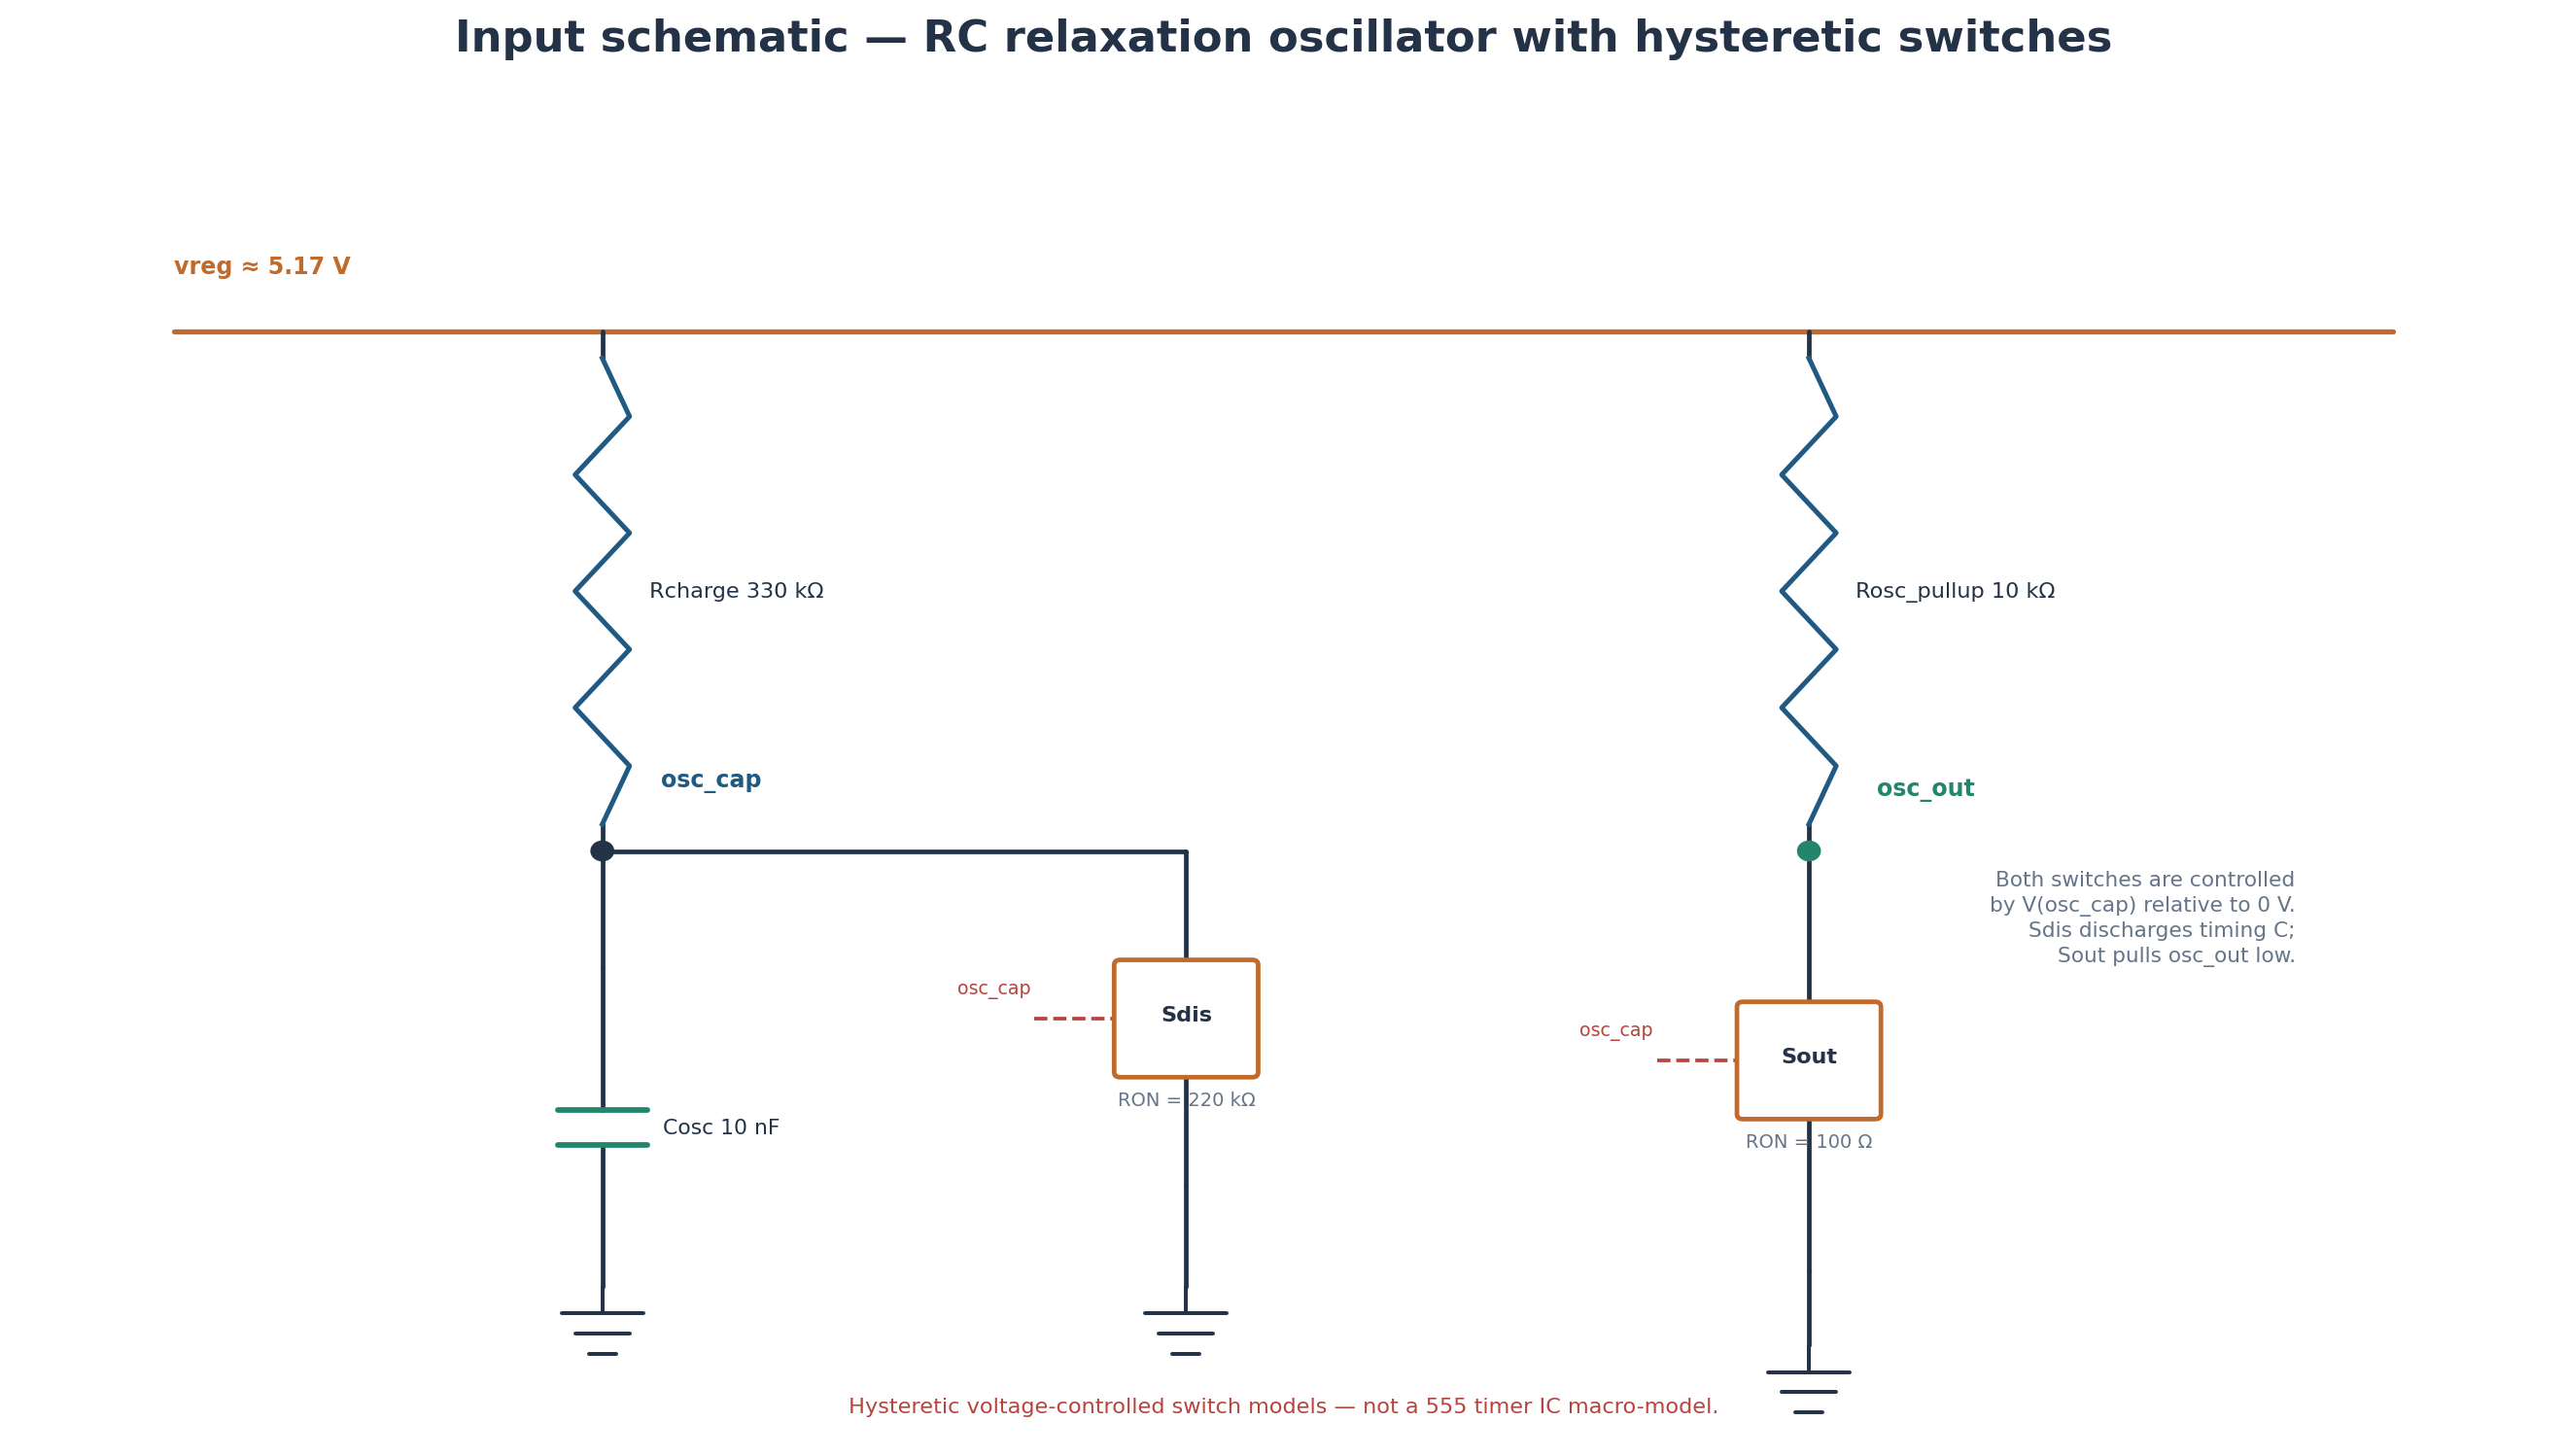 Input schematic — RC relaxation oscillator with hysteretic switches
vreg ≈ 5.17 V
Rcharge 330 kΩ
Rosc_pullup 10 kΩ
osc_cap
osc_out
Both switches are controlled
by V(osc_cap) relative to 0 V.
Sdis discharges timing C;
Sout pulls osc_out low.
osc_cap
Sdis
RON = 220 kΩ
osc_cap
Sout
RON = 100 Ω
Cosc 10 nF
Hysteretic voltage-controlled switch models — not a 555 timer IC macro-model.